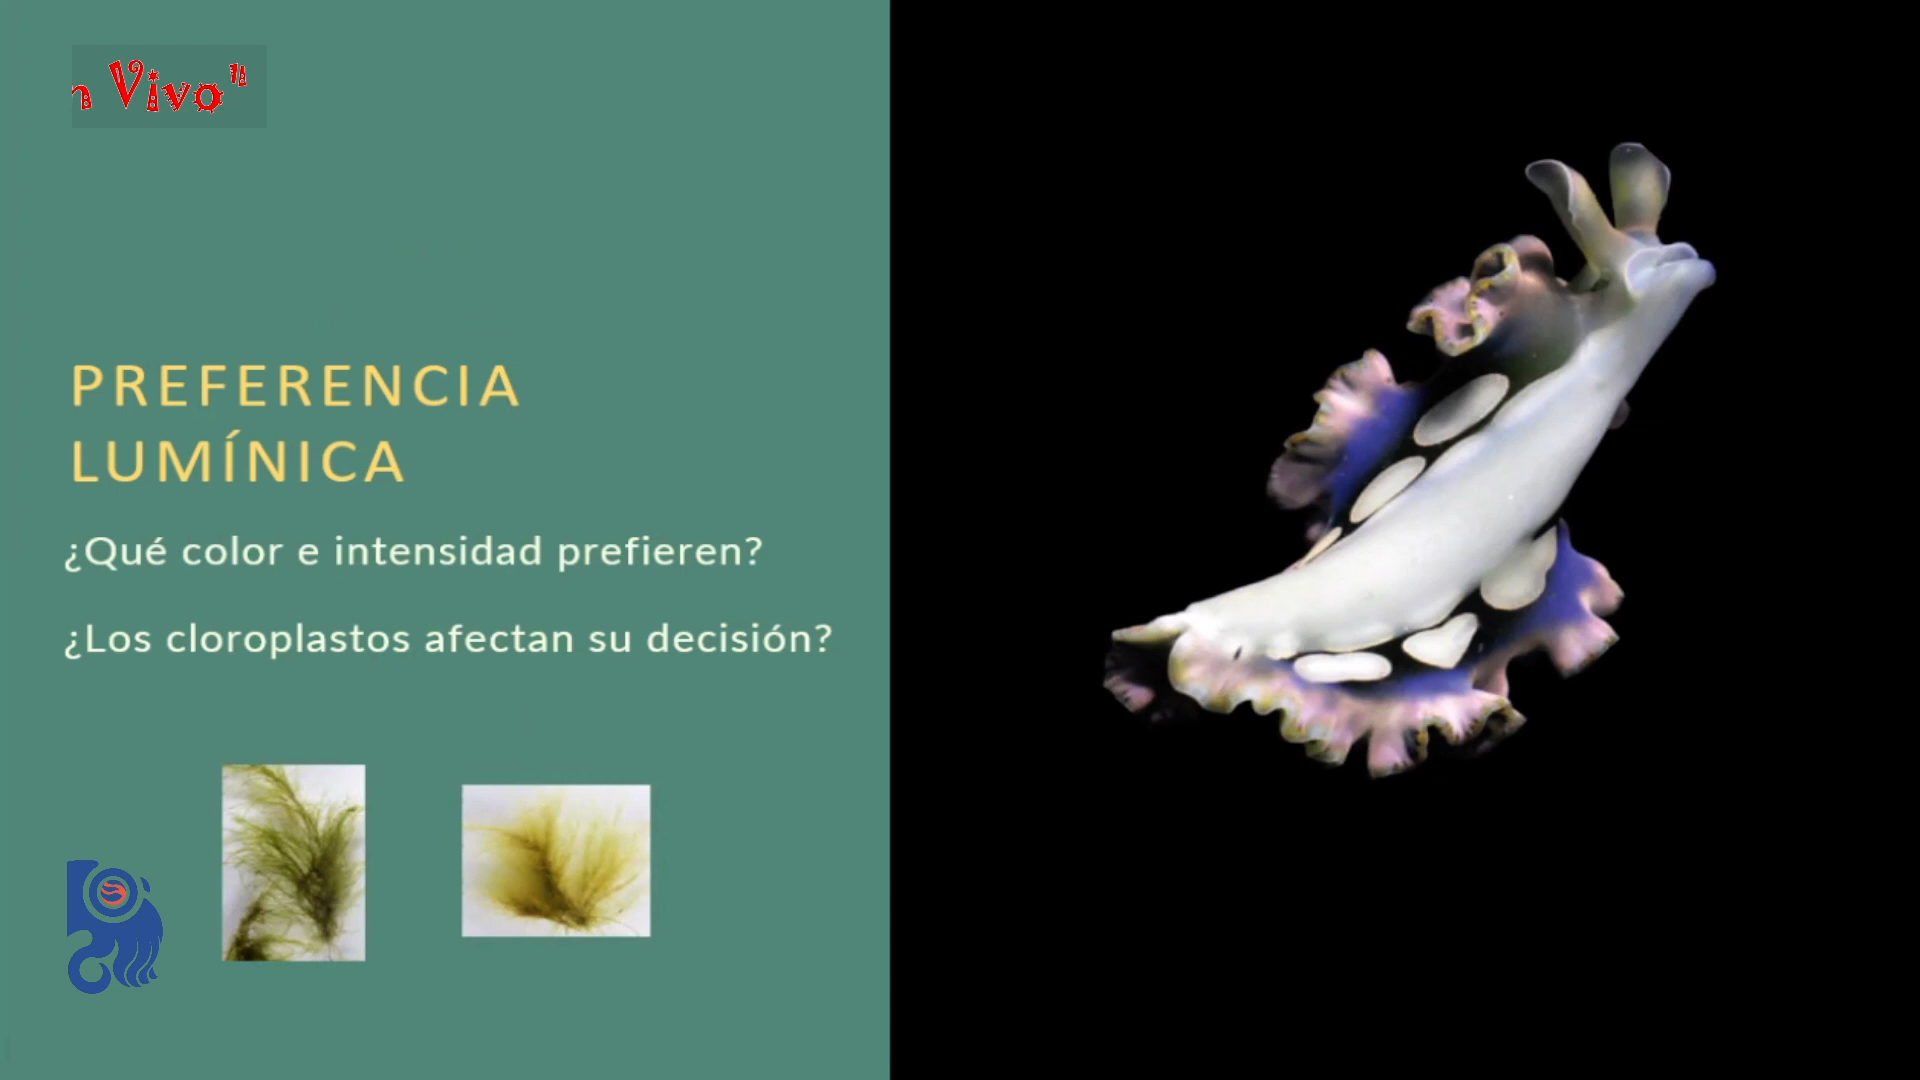 n Vivo"
PREFERENCIA
LUMÍNICA
¿Qué color e intensidad prefieren?
¿Los cloroplastos afectan su decisión?